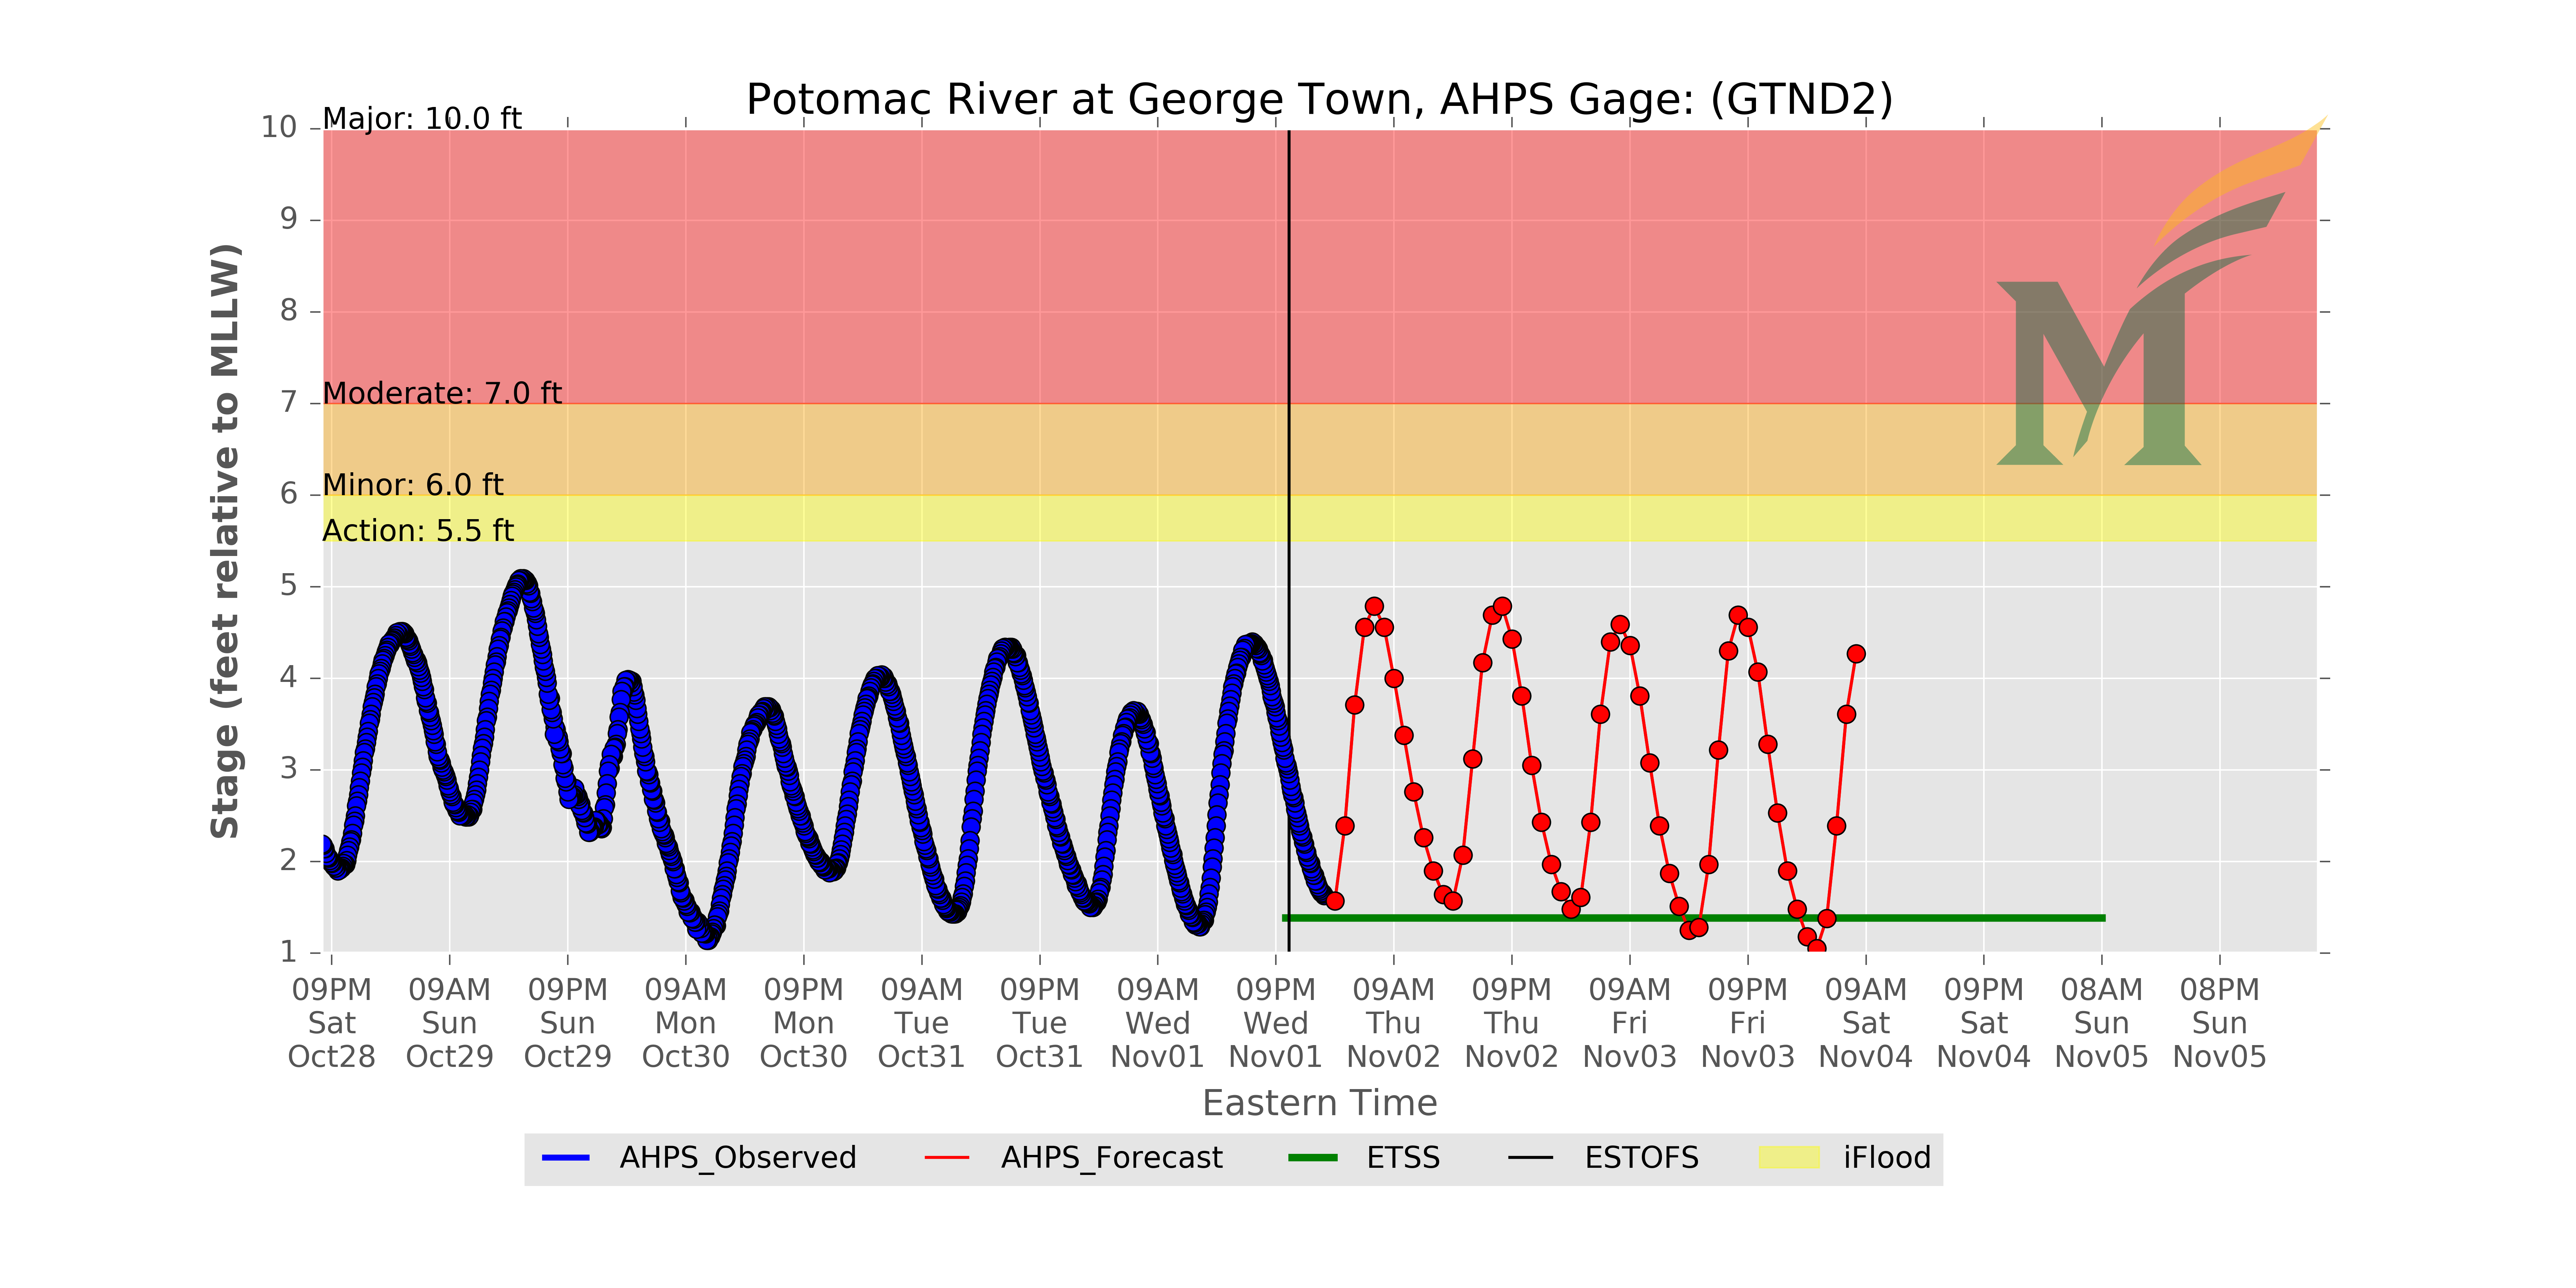 Potomac River at George Town, AHPS Gage: (GTND2)
Major: 10.0 ft
Moderate: 7.0 ft
Minor: 6.0 ft
Action: 5.5 ft
Stage (feet relative to MLLW)
10
9
8
7
6
5
4
3
2
1
09PM Sat Oct28
09AM Sun Oct29
09PM Sun Oct29
09AM Mon Oct30
09PM Mon Oct30
09AM Tue Oct31
09PM Tue Oct31
09AM Wed Nov01
09PM Wed Nov01
09AM Thu Nov02
09PM Thu Nov02
09AM Fri Nov03
09PM Fri Nov03
09AM Sat Nov04
09PM Sat Nov04
08AM Sun Nov05
08PM Sun Nov05
Eastern Time
AHPS_Observed
AHPS_Forecast
ETSS
ESTOFS
iFlood
M